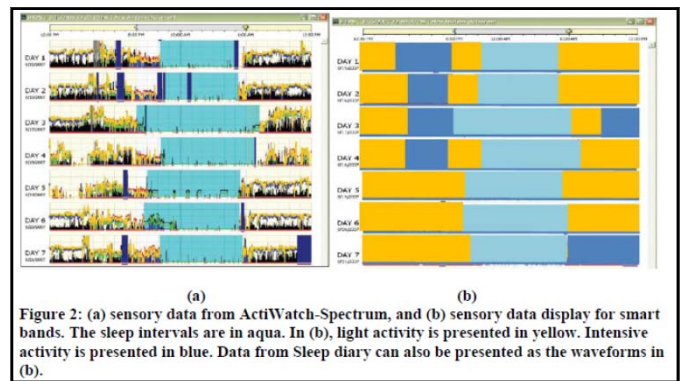 DAY 1
DAY 2
DAY 3
DAY 4
DAY 5
DAY 6
DAY 7
DAY 1
DAY 2
DAY 3
DAY 4
DAY 5
DAY 6
DAY 7
(a) (b)
Figure 2: (a) sensory data from ActiWatch-Spectrum, and (b) sensory data display for smart
bands. The sleep intervals are in aqua. In (b), light activity is presented in yellow. Intensive
activity is presented in blue. Data from Sleep diary can also be presented as the waveforms in
(b).